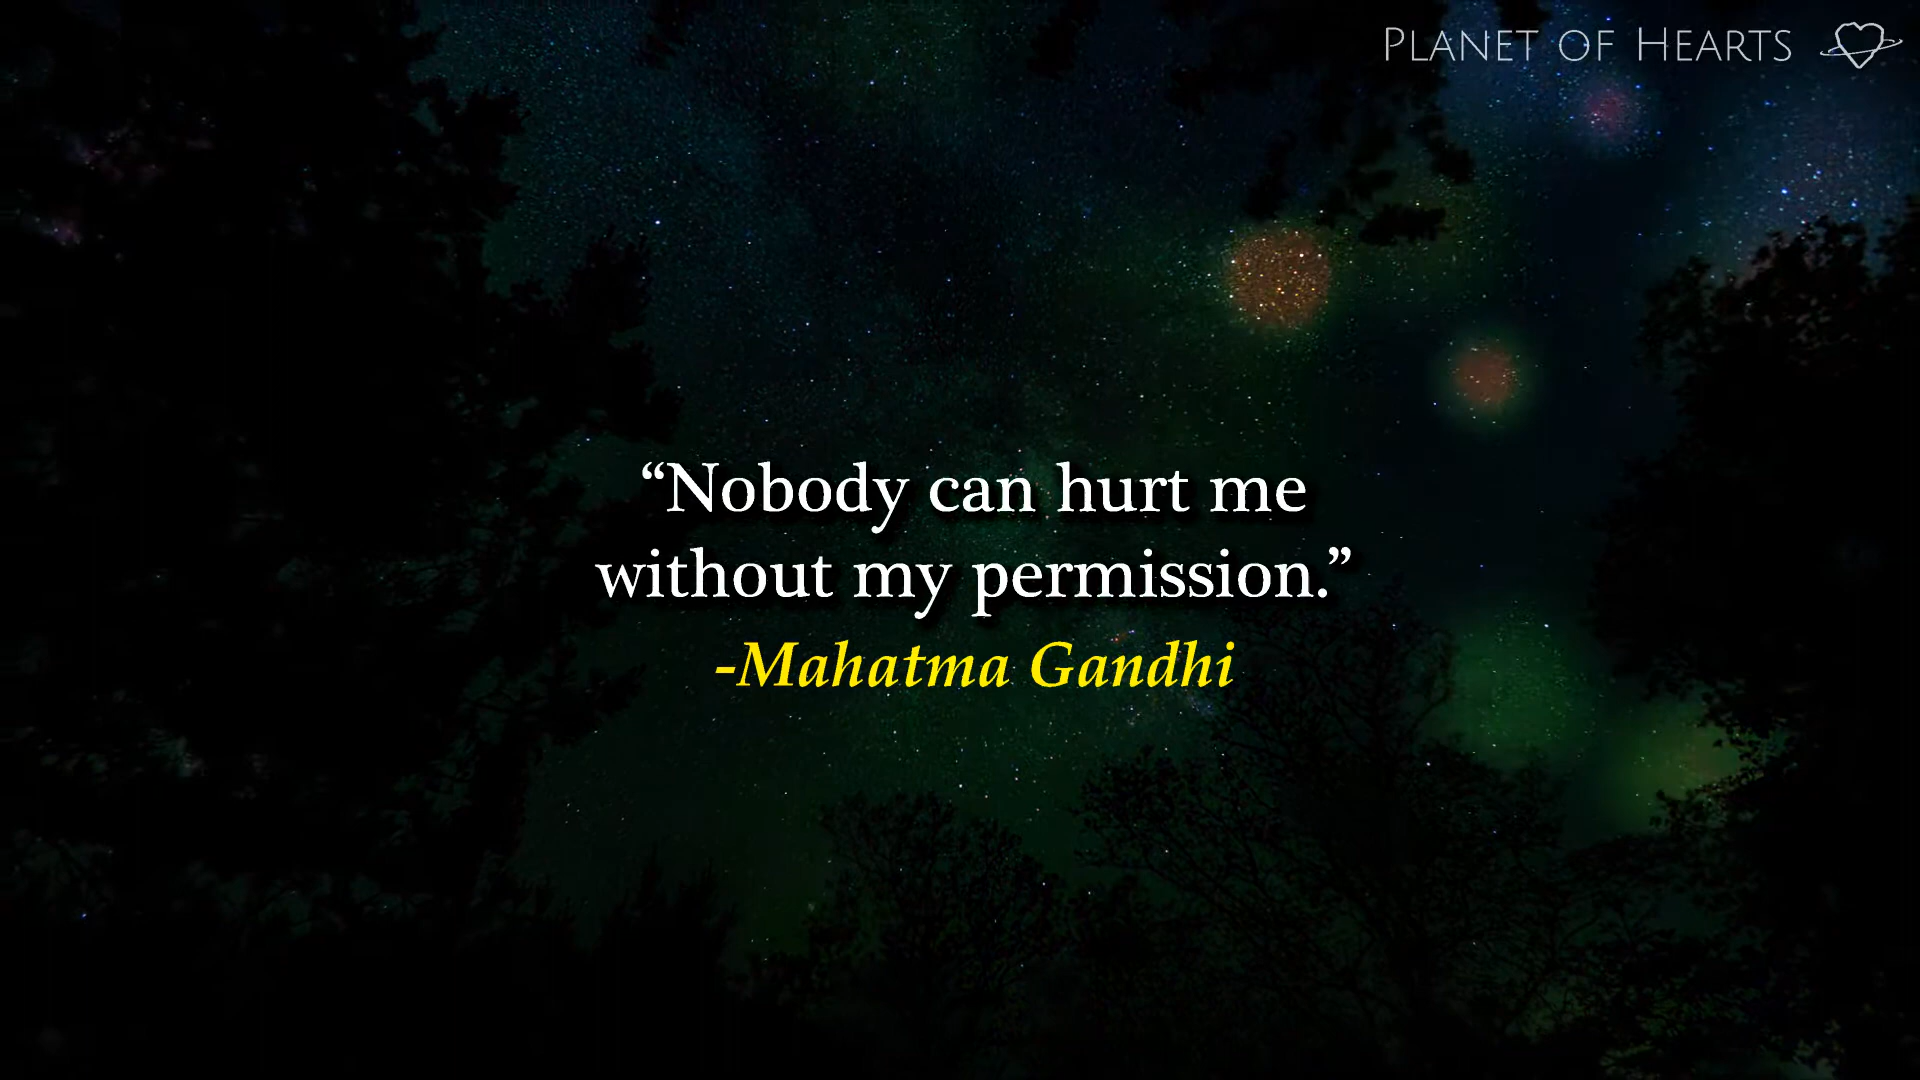 PLANET OF HEARTS
“Nobody can hurt me
without my permission.”
-Mahatma Gandhi